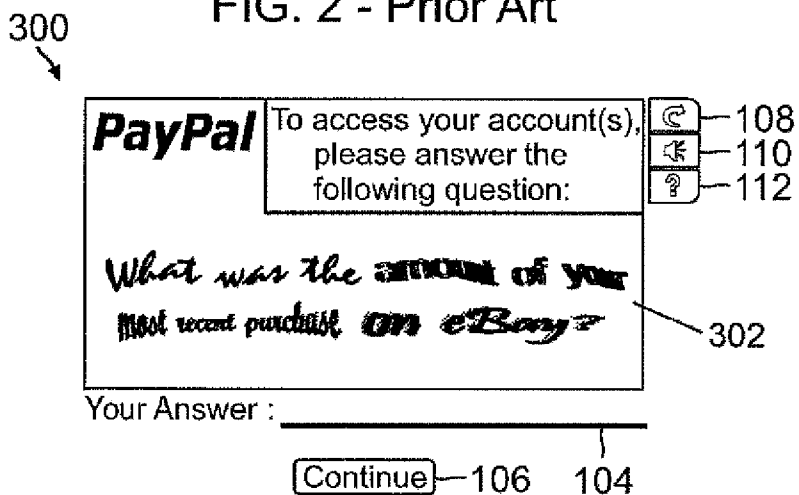 FIG. 2 - Prior Art
300
PayPal
To access your account(s),
please answer the
following question:
108
110
? 112
What was the amount of your
most recent purchase on eBay?
302
Your Answer :
Continue 106 104